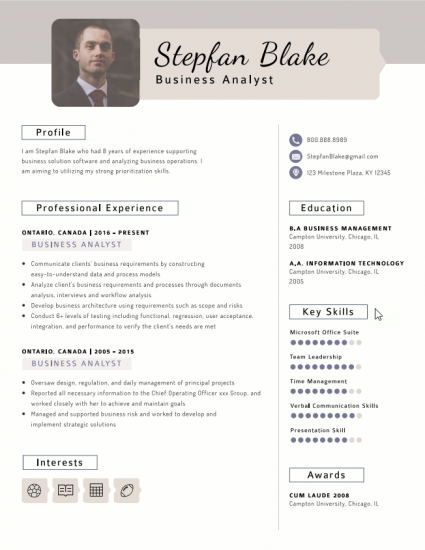 Stepfan Blake
Business Analyst
Profile
I am Stepfan Blake who had 8 years of experience supporting
business solution software and analyzing business operations. I
am aiming to utilizing my strong prioritization skills.
Professional Experience
ONTARIO, CANADA | 2016 - PRESENT
BUSINESS ANALYST
Communicate clients' business requirements by constructing
easy-to-understand data and process models
Analyze client's business requirements and processes through documents
analysis, interviews and workflow analysis
Develop business architecture using requirements such as scope and risks
Conduct 6+ levels of testing including functional, regression, user acceptance,
integration, and performance to verify the client's needs are met
ONTARIO, CANADA | 2005 - 2015
BUSINESS ANALYST
Oversaw design, regulation, and daily management of principal projects
Reported all necessary information to the Chief Operating Officer xxx Group, and
worked closely with her to achieve and maintain goals
Managed and supported business risk and worked to develop and
implement strategic solutions
Interests
800.888.8989
StepfanBlake@gmail.com
123 Milestone Plaza, KY 12345
Education
B.A BUSINESS MANAGEMENT
Campton University, Chicago, IL
2008
A.A. INFORMATION TECHNOLOGY
Campton University, Chicago, IL
2005
Key Skills
Microsoft Office Suite
Team Leadership
Time Management
Verbal Communication Skills
Presentation Skill
Awards
CUM LAUDE 2008
Campton University, Chicago, IL